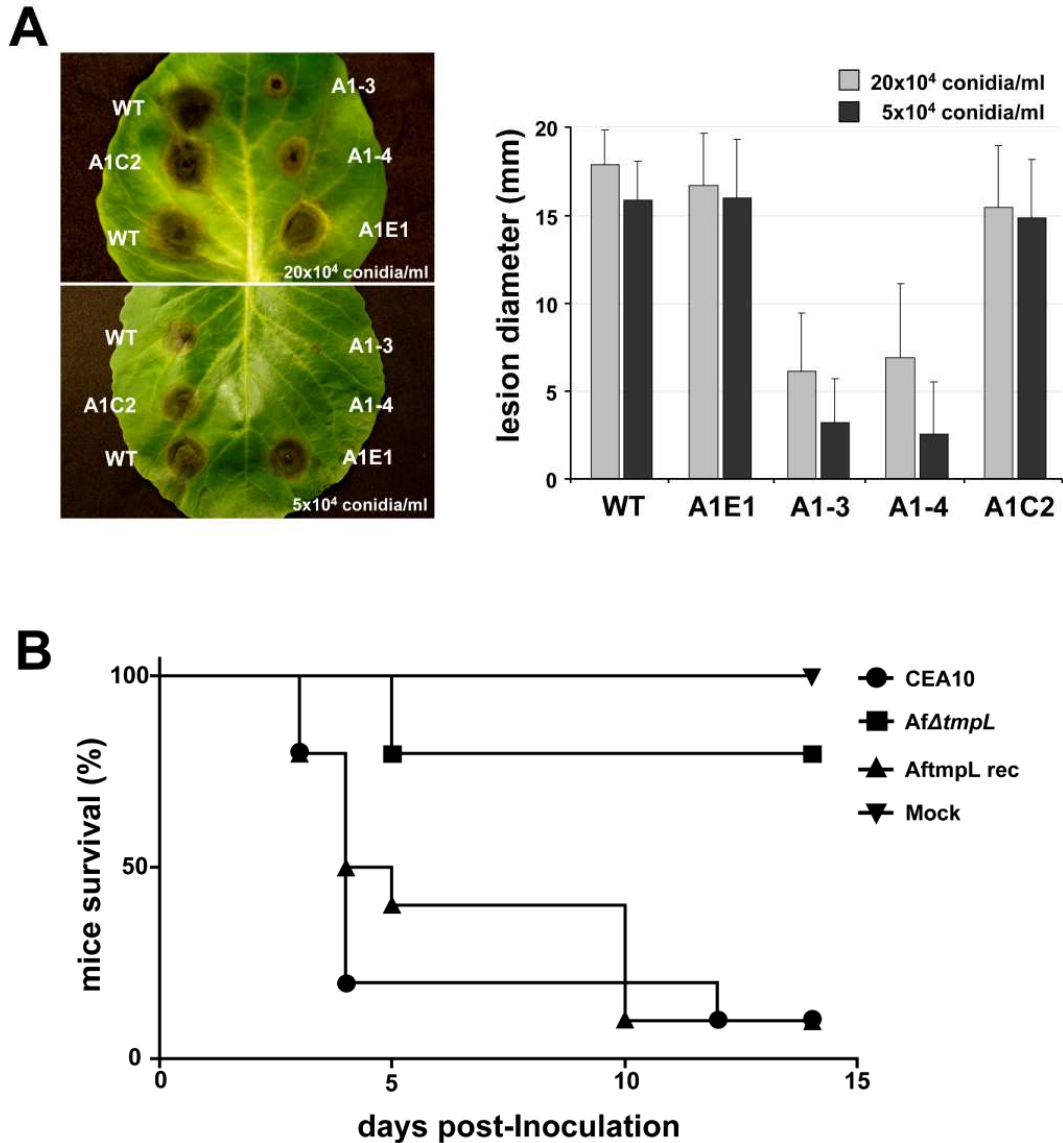 A
WT
A1C2
WT
A1-3
A1-4
A1E1
20x10⁴ conidia/ml
WT
A1C2
WT
A1-3
A1-4
A1E1
5x10⁴ conidia/ml
20x10⁴ conidia/ml
5x10⁴ conidia/ml
lesion diameter (mm)
20
15
10
5
0
WT A1E1 A1-3 A1-4 A1C2
B
mice survival (%)
100
50
0
0 5 10 15
days post-Inoculation
CEA10
AfΔtmpL
AftmpL rec
Mock